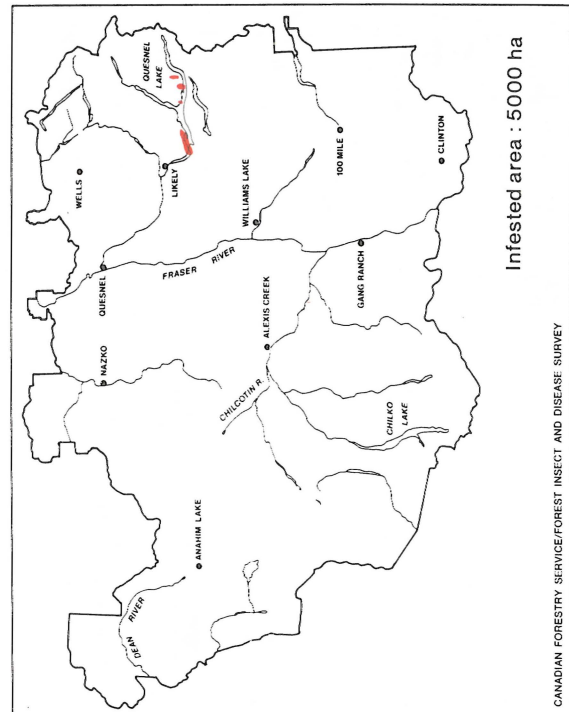 QUESNEL
LAKE
WELLS
LIKELY
WILLIAMS LAKE
100 MILE
CLINTON
QUESNEL
FRASER
RIVER
GANG RANCH
NAZKO
ALEXIS CREEK
CHILCOTIN R.
CHILKO
LAKE
ANAHIM LAKE
DEAN
RIVER
Infested area : 5000 ha
CANADIAN FORESTRY SERVICE/FOREST INSECT AND DISEASE SURVEY